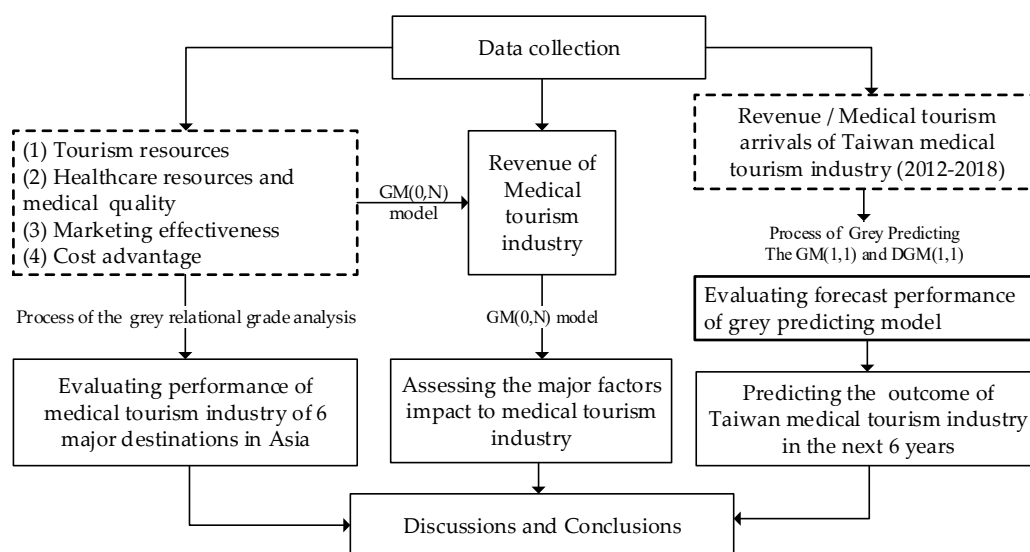 Data collection
(1) Tourism resources
(2) Healthcare resources and
medical quality
(3) Marketing effectiveness
(4) Cost advantage
GM(0,N)
model
Revenue of
Medical
tourism
industry
Revenue / Medical tourism
arrivals of Taiwan medical
tourism industry (2012-2018)
Process of Grey Predicting
The GM(1,1) and DGM(1,1)
Evaluating forecast performance
of grey predicting model
Process of the grey relational grade analysis
GM(0,N) model
Evaluating performance of
medical tourism industry of 6
major destinations in Asia
Assessing the major factors
impact to medical tourism
industry
Predicting the outcome of
Taiwan medical tourism industry
in the next 6 years
Discussions and Conclusions